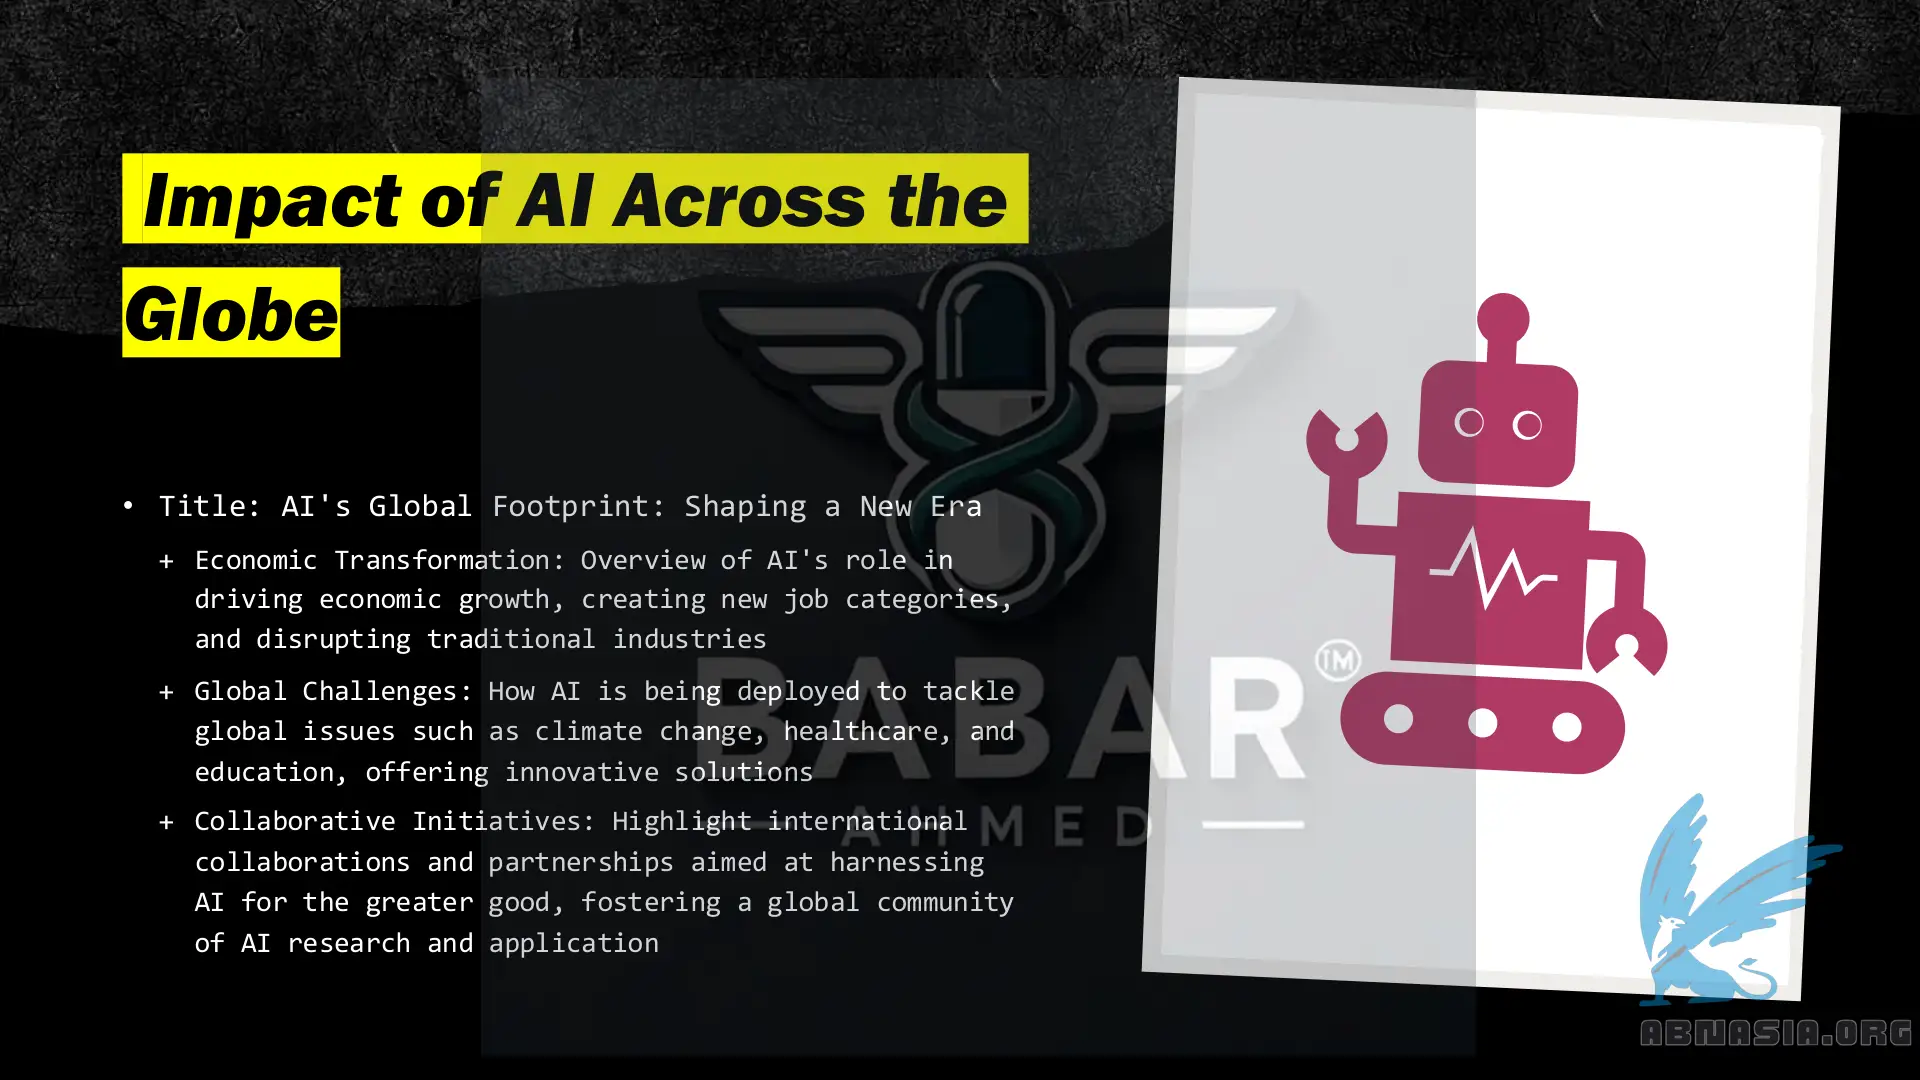 Impact of AI Across the
Globe
• Title: AI's Global Footprint: Shaping a New Era
+ Economic Transformation: Overview of AI's role in
driving economic growth, creating new job categories,
and disrupting traditional industries
+ Global Challenges: How AI is being deployed to tackle
global issues such as climate change, healthcare, and
education, offering innovative solutions
+ Collaborative Initiatives: Highlight international
collaborations and partnerships aimed at harnessing
AI for the greater good, fostering a global community
of AI research and application
BABAR
TM
AHMED
ABNASIA.ORG